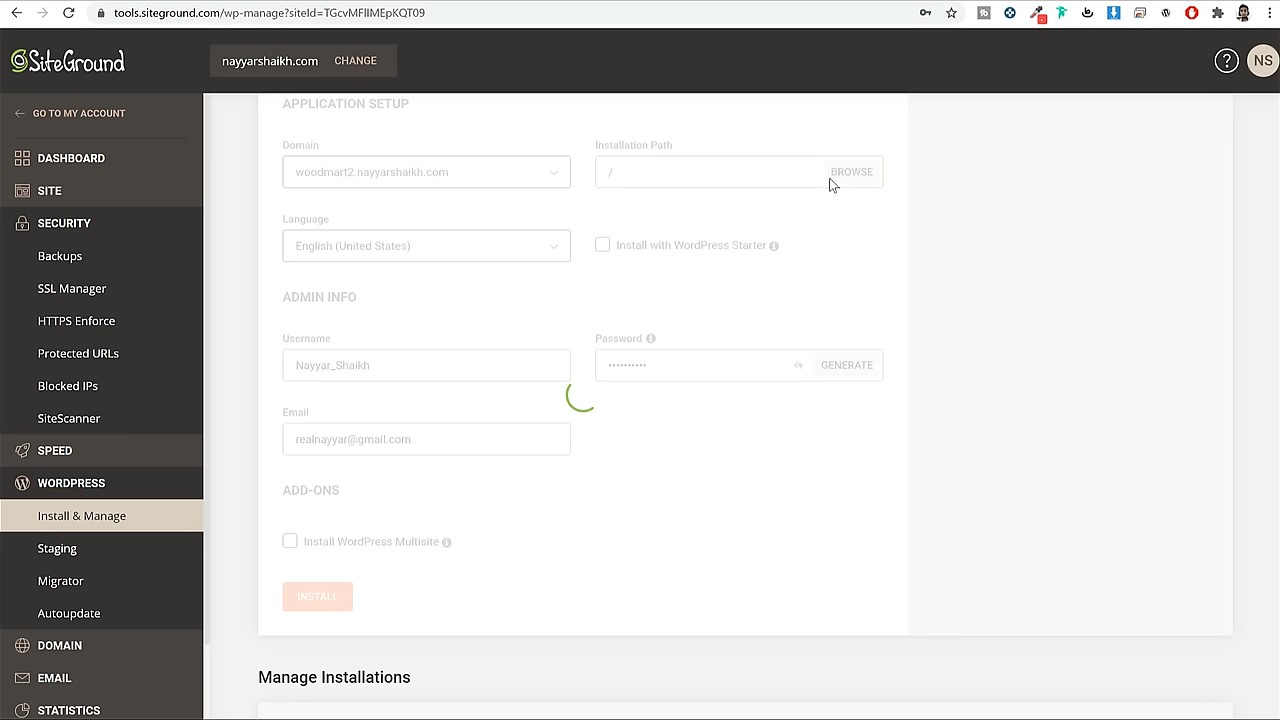 tools.siteground.com/wp-manage?siteId=TGcvMFlIMEpKQT09
SiteGround
nayyarshaikh.com CHANGE
? NS
GO TO MY ACCOUNT
DASHBOARD
SITE
SECURITY
Backups
SSL Manager
HTTPS Enforce
Protected URLs
Blocked IPs
SiteScanner
SPEED
WORDPRESS
Install & Manage
Staging
Migrator
Autoupdate
DOMAIN
EMAIL
STATISTICS
APPLICATION SETUP
Domain Installation Path
woodmart2.nayyarshaikh.com / BROWSE
Language
English (United States) Install with WordPress Starter
ADMIN INFO
Username Password
Nayyar_Shaikh •••••••••• GENERATE
Email
realnayyar@gmail.com
ADD-ONS
Install WordPress Multisite
INSTALL
Manage Installations